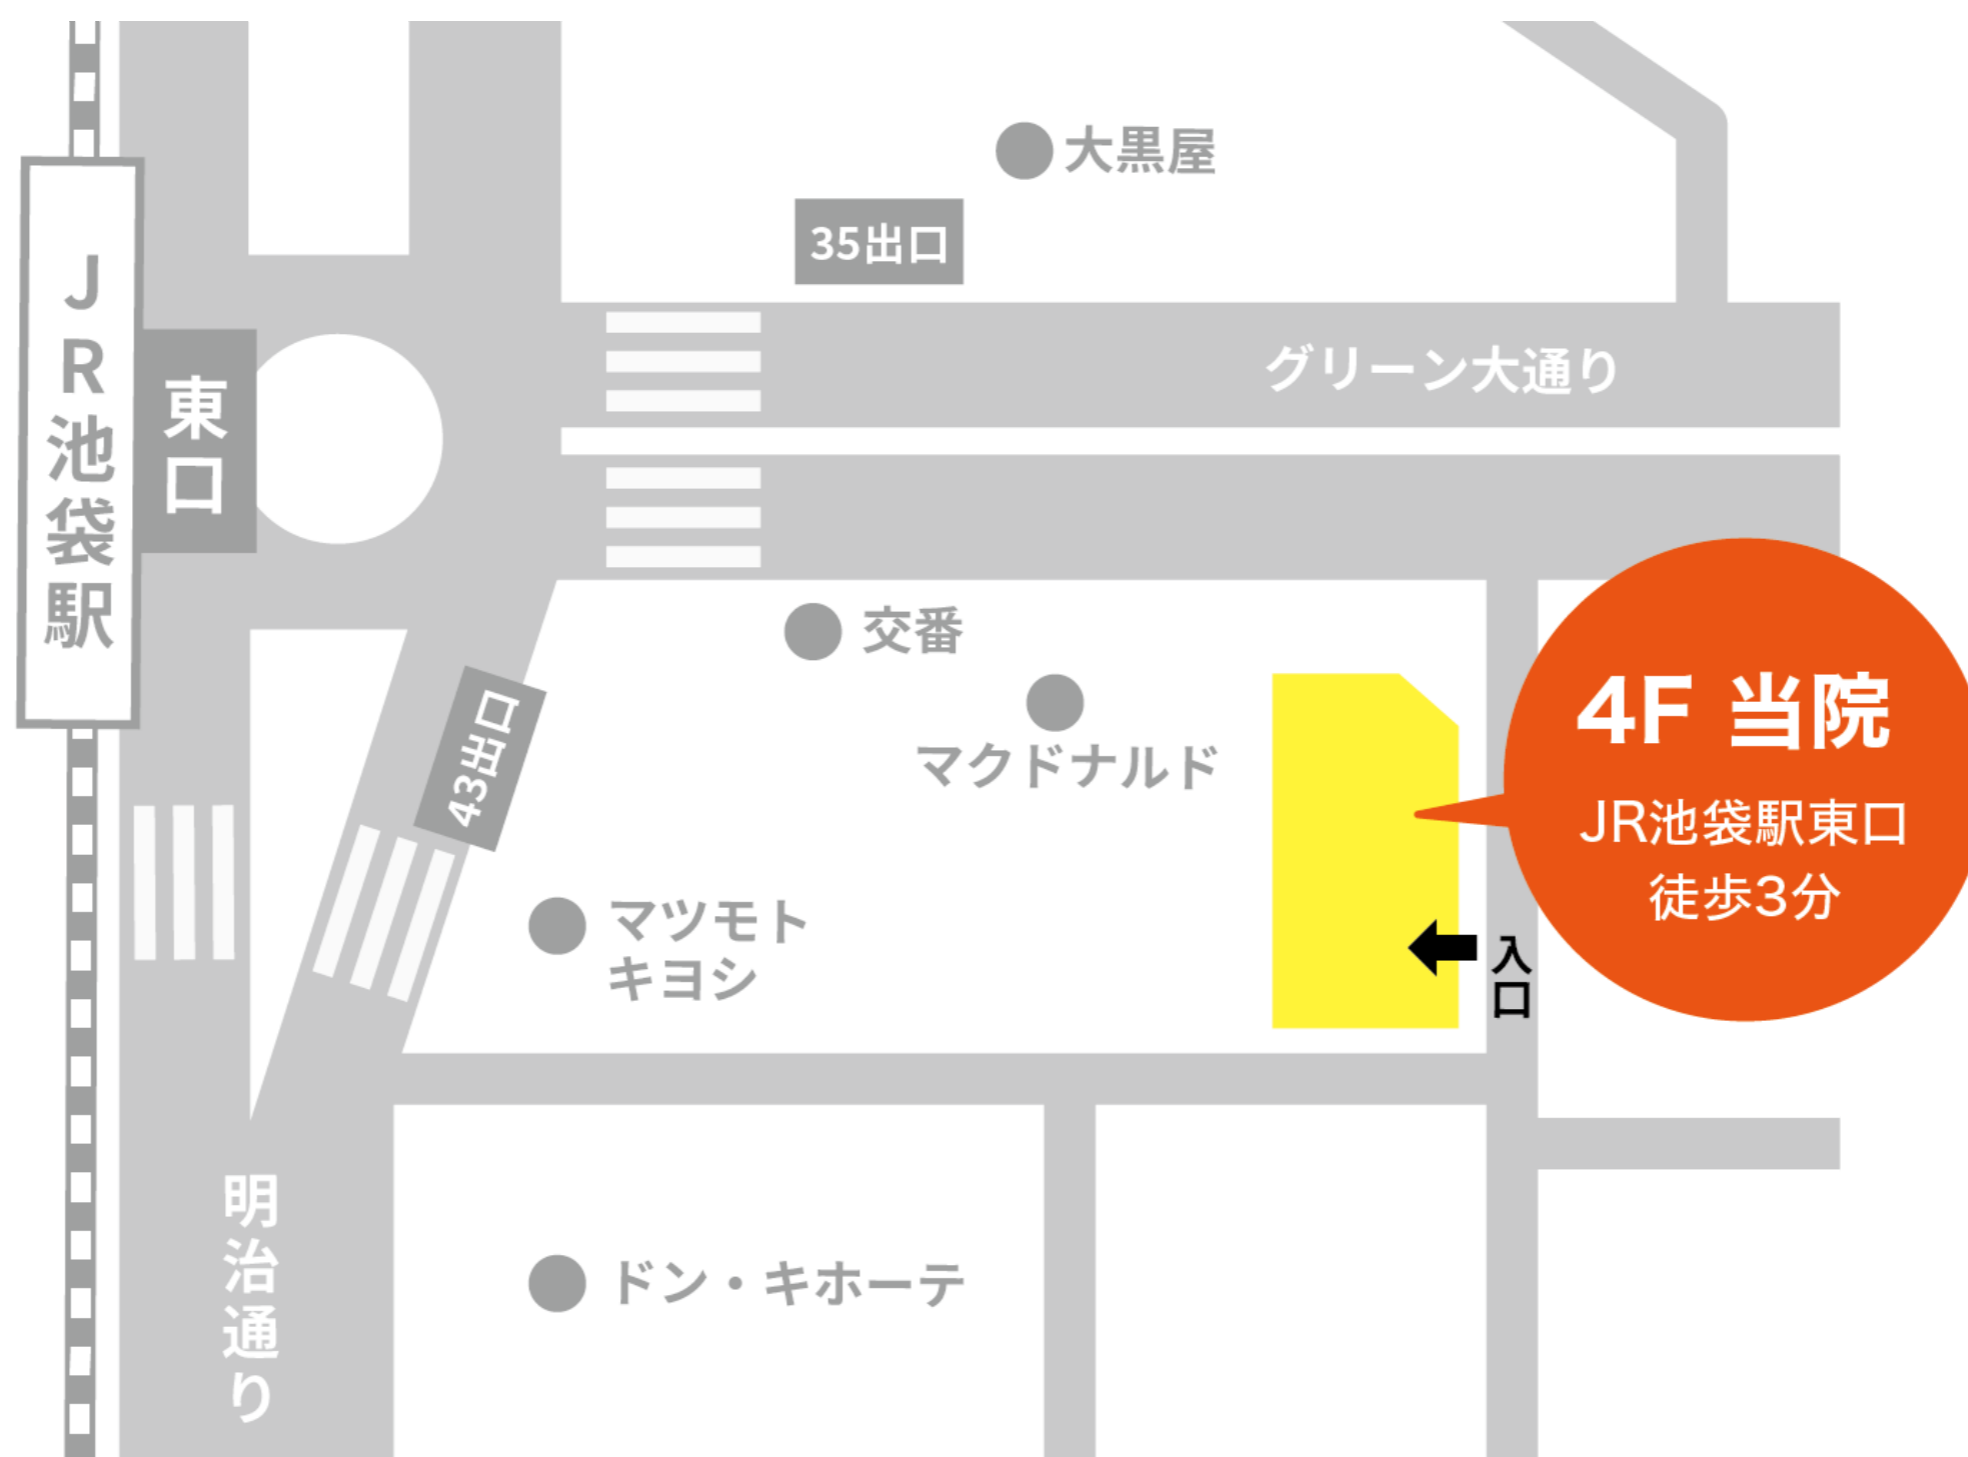 大黒屋
35出口
JR池袋駅
東口
グリーン大通り
交番
マクドナルド
43出口
4F 当院
JR池袋駅東口
徒歩3分
マツモト
キヨシ
入口
明治通り
ドン・キホーテ